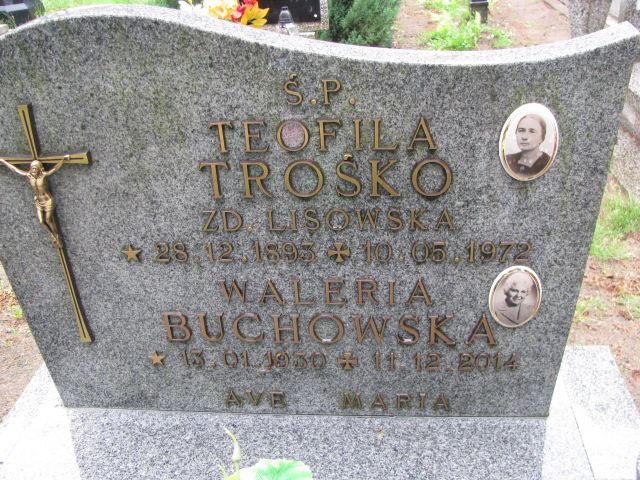 Ś.P.
TEOFILA
TROŚKO
ZD. LISOWSKA
★ 28.12.1893 ✠ 10.05.1972
WALERIA
BUCHOWSKA
★ 13.01.1930 ✠ 11.12.2014
AVE MARIA